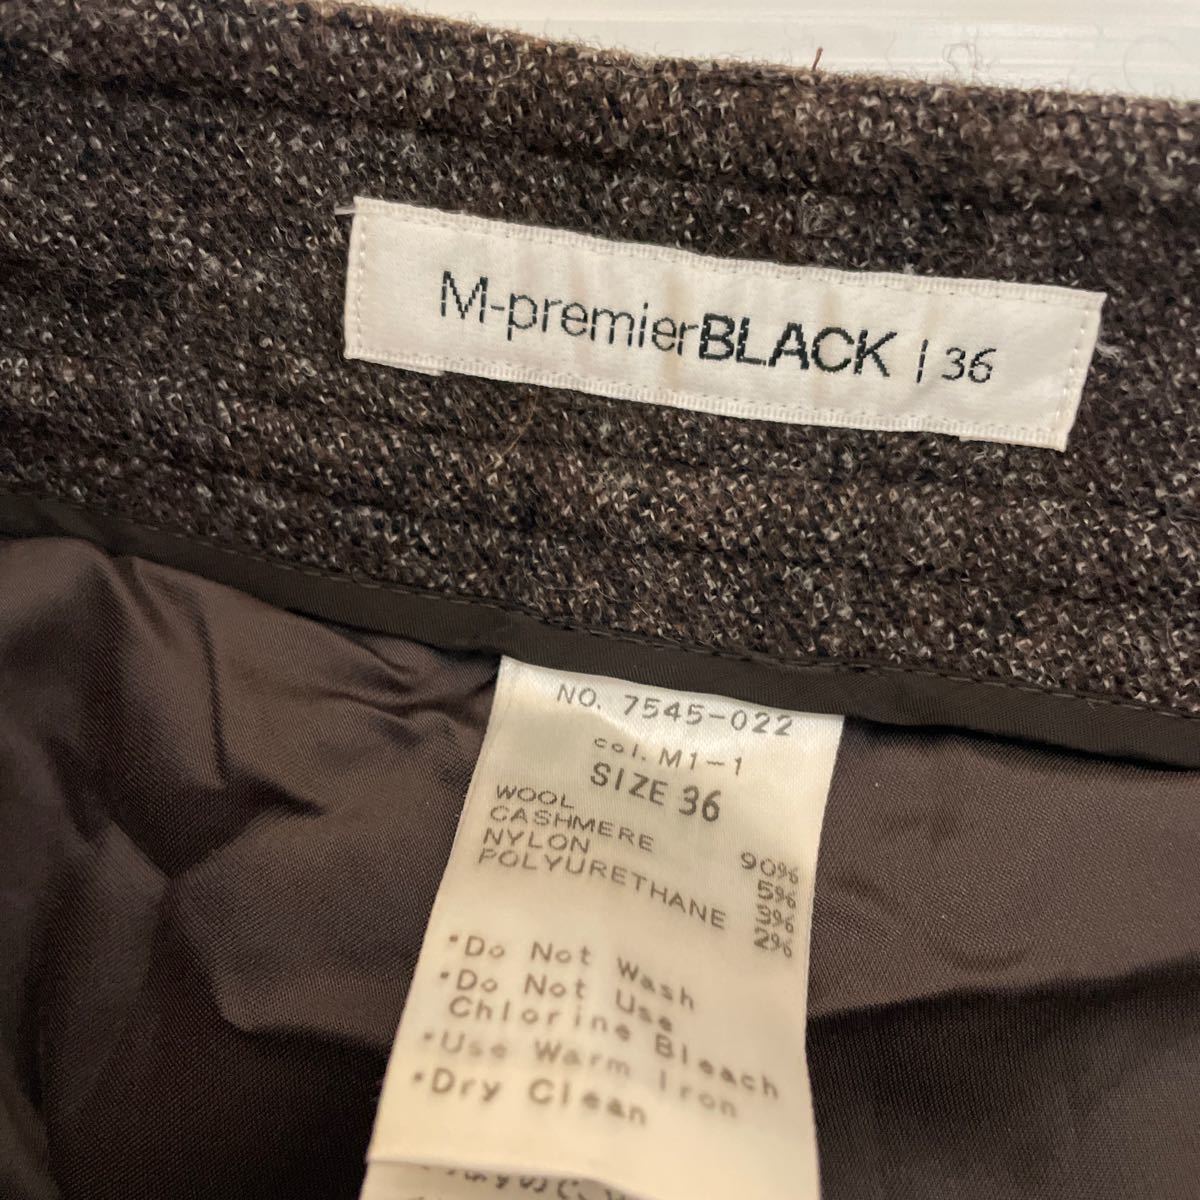 M-premierBLACK | 36
NO. 7545-022
col. M1-1
SIZE 36
WOOL 90%
CASHMERE 5%
NYLON 3%
POLYURETHANE 2%
•Do Not Wash
•Do Not Use
Chlorine Bleach
•Use Warm Iron
•Dry Clean